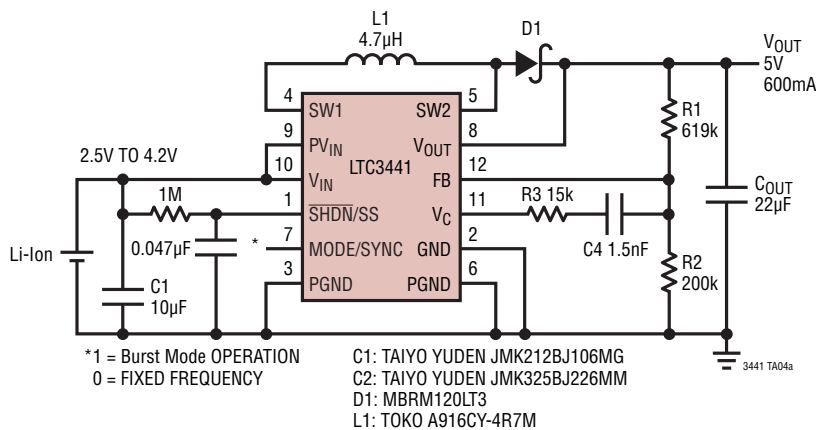 L1
4.7µH
D1
VOUT
5V
600mA
4
SW1
5
SW2
9
PVIN
8
VOUT
R1
619k
2.5V TO 4.2V
10
VIN
LTC3441
12
FB
1M
1
SHDN/SS
11
VC
R3 15k
COUT
22µF
0.047µF
*
7
MODE/SYNC
2
GND
C4 1.5nF
Li-Ion
C1
10µF
3
PGND
6
PGND
R2
200k
*1 = Burst Mode OPERATION
0 = FIXED FREQUENCY
C1: TAIYO YUDEN JMK212BJ106MG
C2: TAIYO YUDEN JMK325BJ226MM
D1: MBRM120LT3
L1: TOKO A916CY-4R7M
3441 TA04a